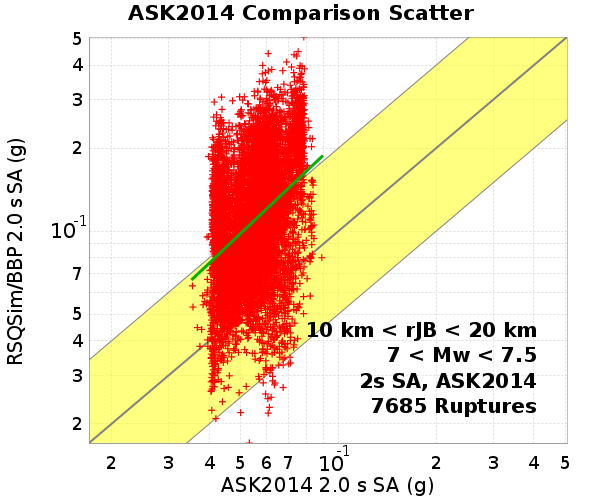 ASK2014 Comparison Scatter
RSQSim/BBP 2.0 s SA (g)
5
4
3
2
10^-1
7
5
4
3
2
10 km < rJB < 20 km
7 < Mw < 7.5
2s SA, ASK2014
7685 Ruptures
2 3 4 5 6 7 10^-1 2 3 4 5
ASK2014 2.0 s SA (g)